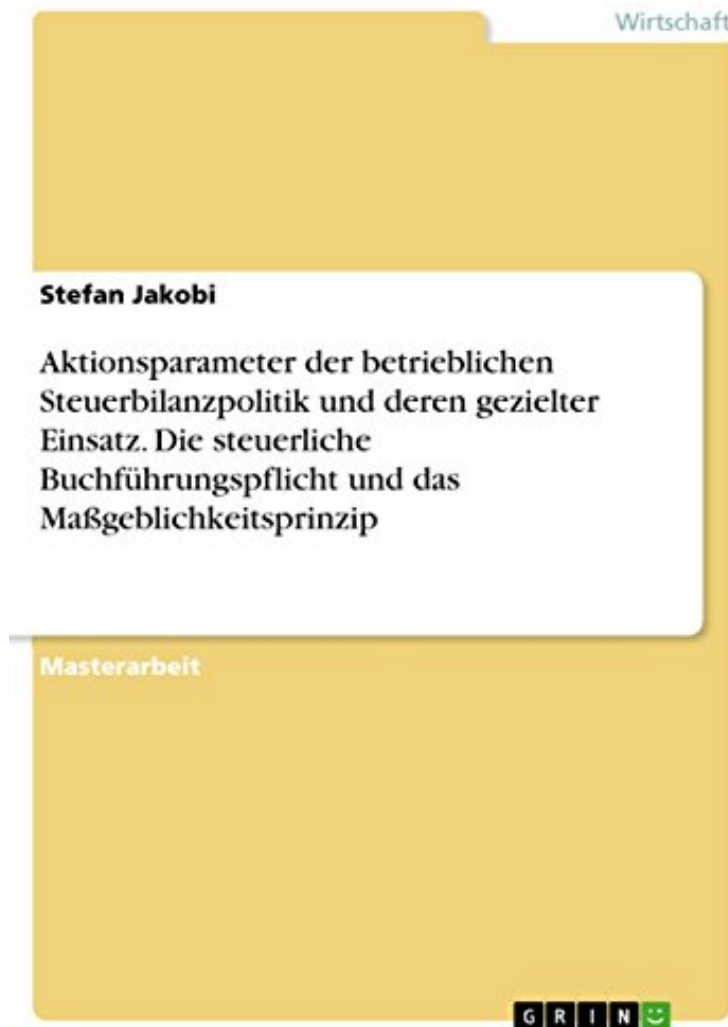 Wirtschaft
Stefan Jakobi
Aktionsparameter der betrieblichen
Steuerbilanzpolitik und deren gezielter
Einsatz. Die steuerliche
Buchführungspflicht und das
Maßgeblichkeitsprinzip
Masterarbeit
GRIN